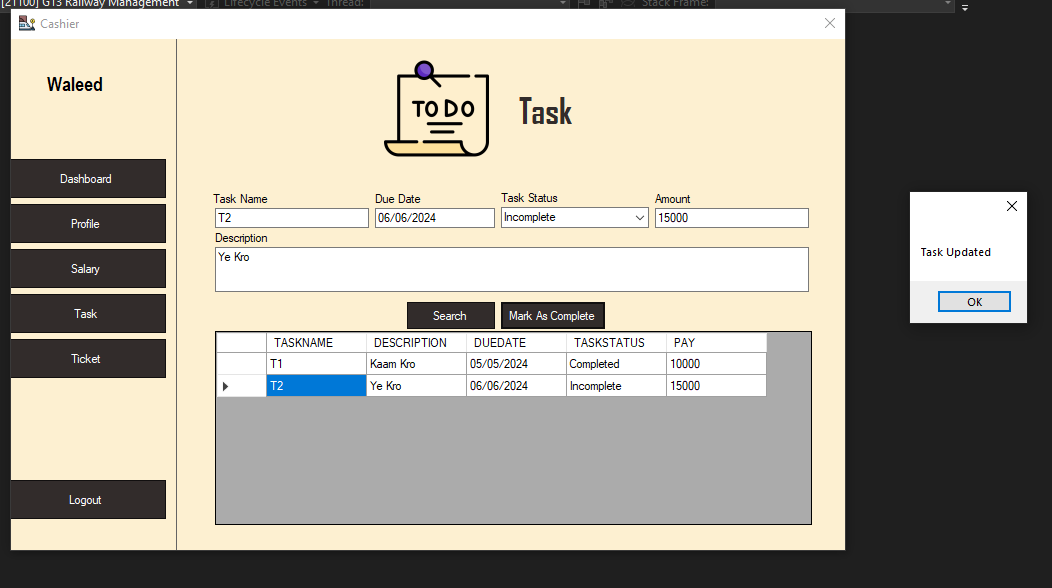 [21100] GT3 Railway Management Lifecycle Events Thread: Stack Frame:
Cashier
Waleed
TO DO
Task
Dashboard
Profile
Salary
Task
Ticket
Logout
Task Name Due Date Task Status Amount
T2 06/06/2024 Incomplete 15000
Description
Ye Kro
Search Mark As Complete
TASKNAME DESCRIPTION DUEDATE TASKSTATUS PAY
T1 Kaam Kro 05/05/2024 Completed 10000
T2 Ye Kro 06/06/2024 Incomplete 15000
Task Updated
OK